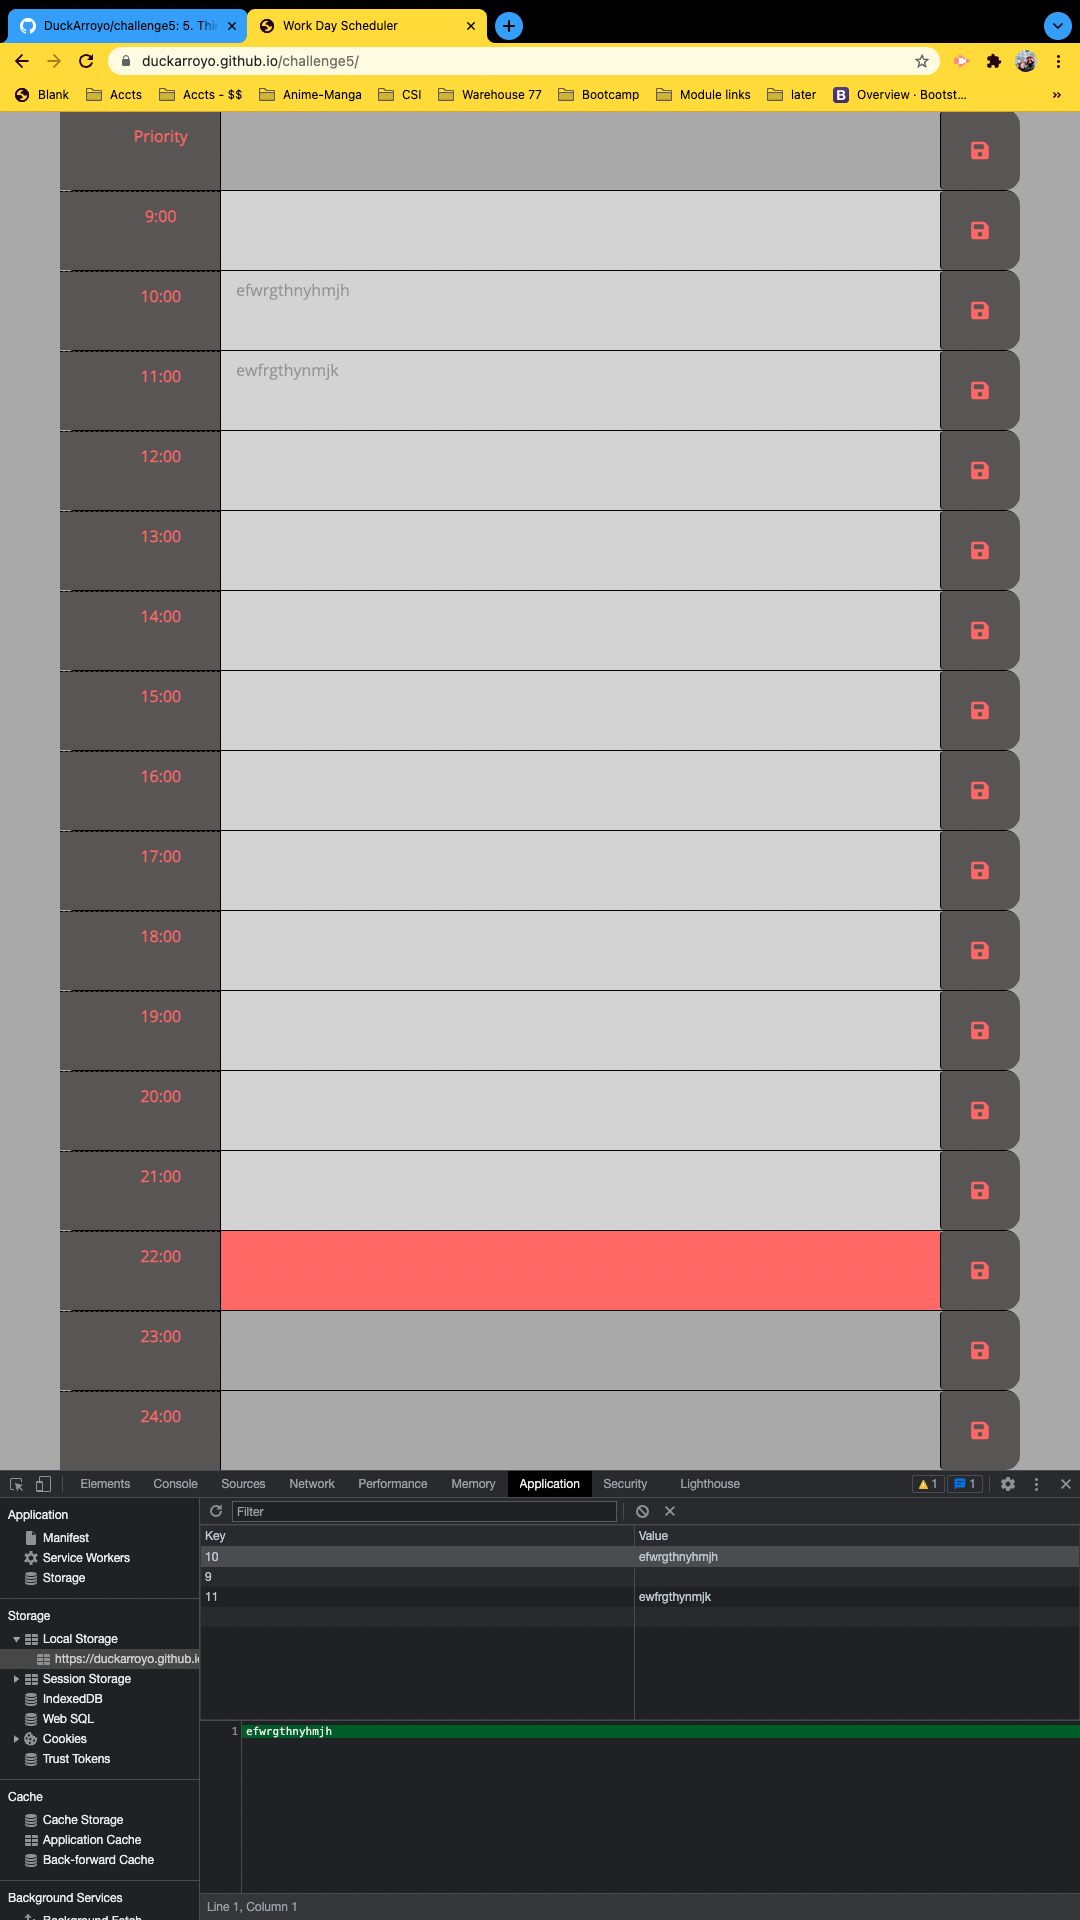 DuckArroyo/challenge5: 5. Thi
Work Day Scheduler
duckarroyo.github.io/challenge5/
Blank Accts Accts - $$ Anime-Manga CSI Warehouse 77 Bootcamp Module links later B Overview · Bootst... »
Priority
9:00
10:00 efwrgthnyhmjh
11:00 ewfrgthynmjk
12:00
13:00
14:00
15:00
16:00
17:00
18:00
19:00
20:00
21:00
22:00
23:00
24:00
Elements Console Sources Network Performance Memory Application Security Lighthouse 1 1
Application
Manifest
Service Workers
Storage
Storage
Local Storage
https://duckarroyo.github.i
Session Storage
IndexedDB
Web SQL
Cookies
Trust Tokens
Cache
Cache Storage
Application Cache
Back-forward Cache
Background Services
Background Fetch
Filter
Key Value
10 efwrgthnyhmjh
9
11 ewfrgthynmjk
1 efwrgthnyhmjh
Line 1, Column 1